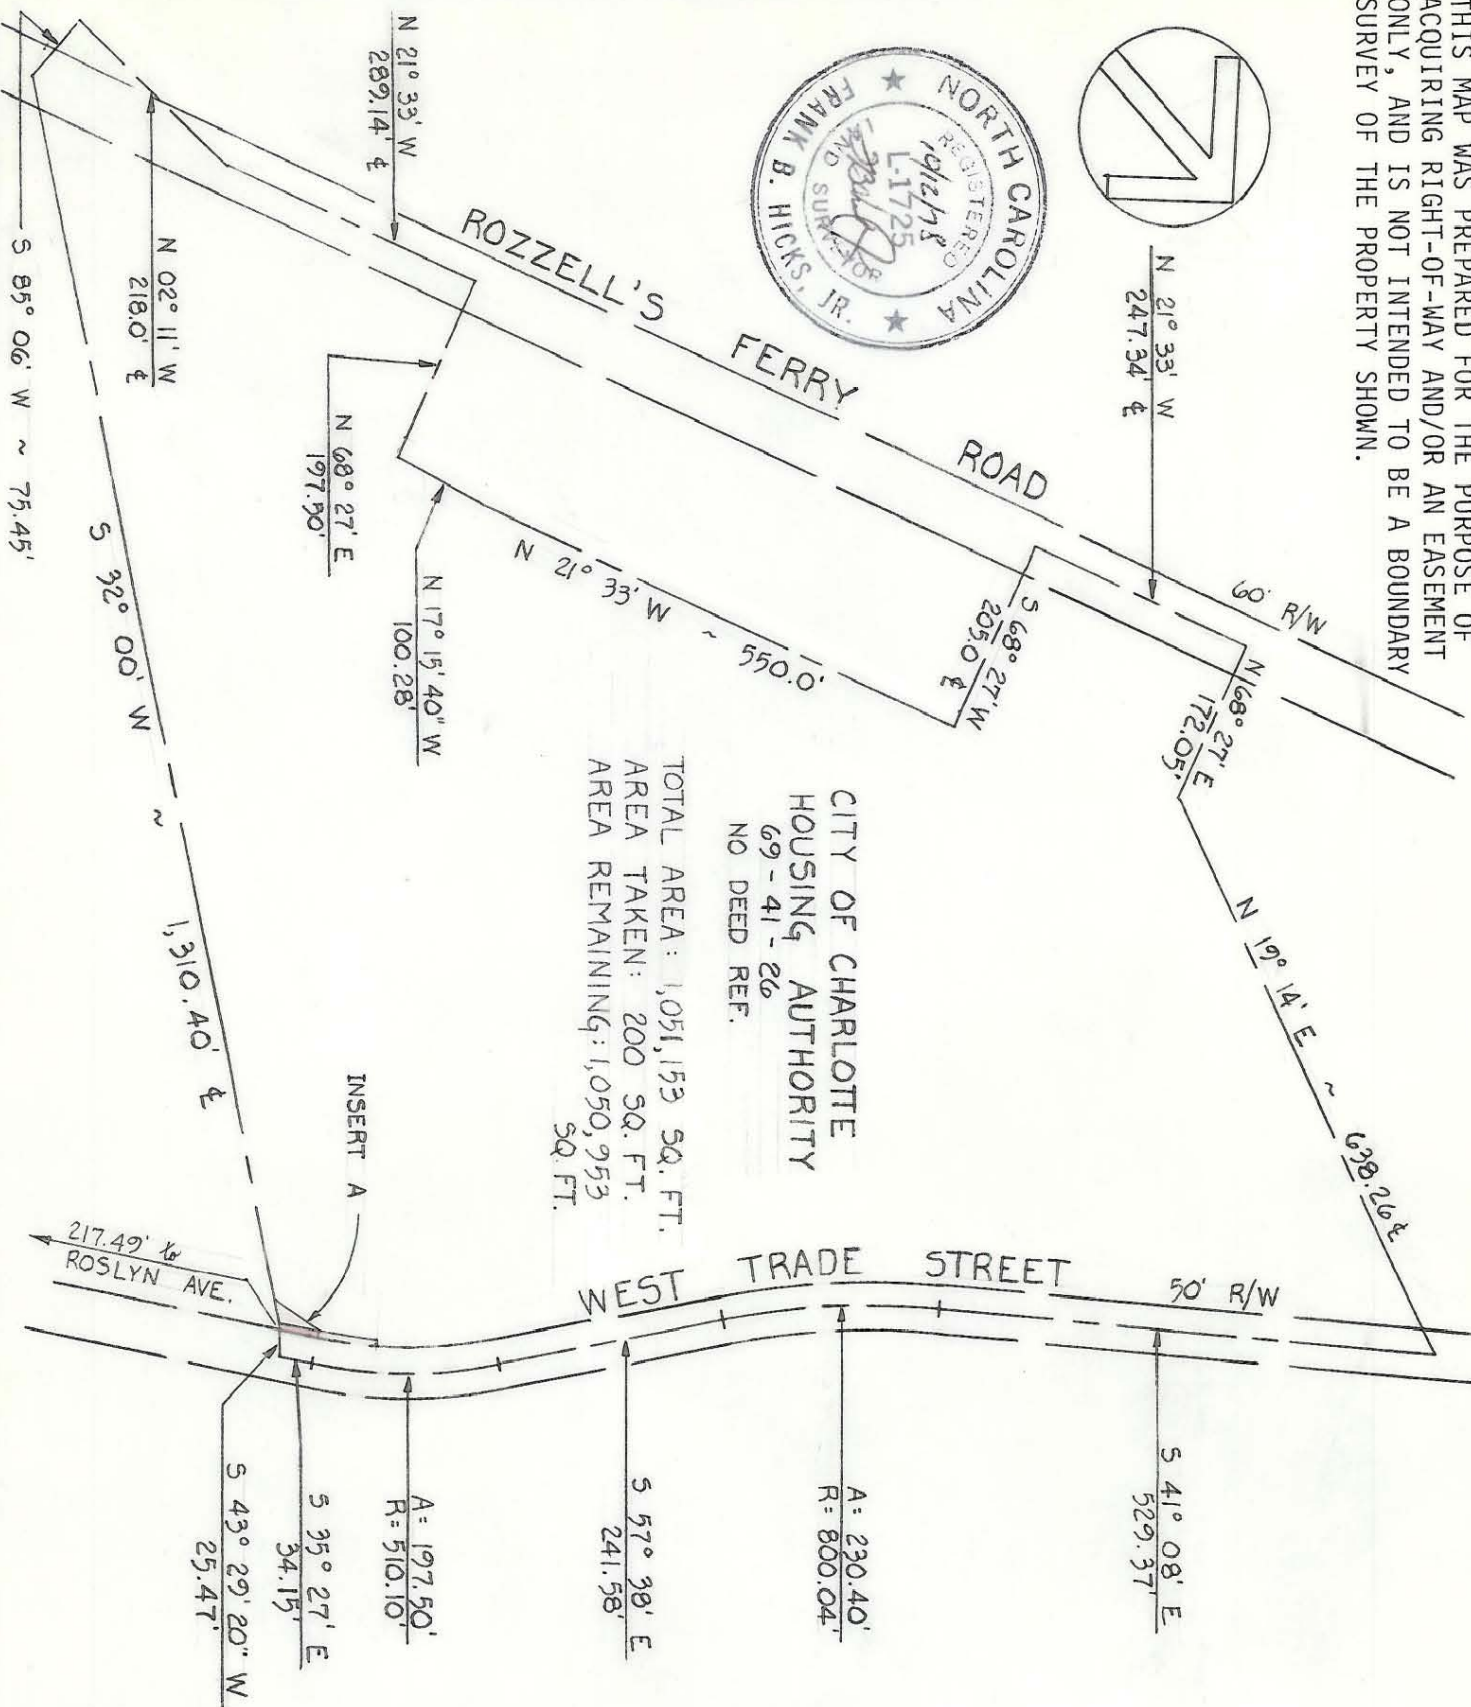 THIS MAP WAS PREPARED FOR THE PURPOSE OF
ACQUIRING RIGHT-OF-WAY AND/OR AN EASEMENT
ONLY, AND IS NOT INTENDED TO BE A BOUNDARY
SURVEY OF THE PROPERTY SHOWN.
NORTH CAROLINA
REGISTERED
10/12/78
L-1725
LAND SURVEYOR
FRANK B. HICKS, JR.
N 21° 33' W
247.34' ℄
N 21° 33' W
289.14' ℄
ROZZELL'S FERRY ROAD
60' R/W
N 68° 27' E
172.05'
S 68° 27' W
205.0' ℄
N 19° 14' E ~ 638.26' ℄
N 21° 33' W ~ 550.0'
N 17° 15' 40" W
100.28'
N 68° 27' E
197.50'
N 02° 11' W
218.0' ℄
S 85° 06' W ~ 75.45'
S 32° 00' W ~ 1,310.40' ℄
CITY OF CHARLOTTE
HOUSING AUTHORITY
69-41-26
NO DEED REF.
TOTAL AREA: 1,051,153 SQ. FT.
AREA TAKEN: 200 SQ. FT.
AREA REMAINING: 1,050,953
SQ. FT.
INSERT A
217.49' to
ROSLYN AVE.
WEST TRADE STREET
50' R/W
S 41° 08' E
529.37'
A= 230.40'
R= 800.04'
S 57° 38' E
241.58'
A= 197.50'
R= 510.10'
S 35° 27' E
34.15'
S 43° 29' 20" W
25.47'